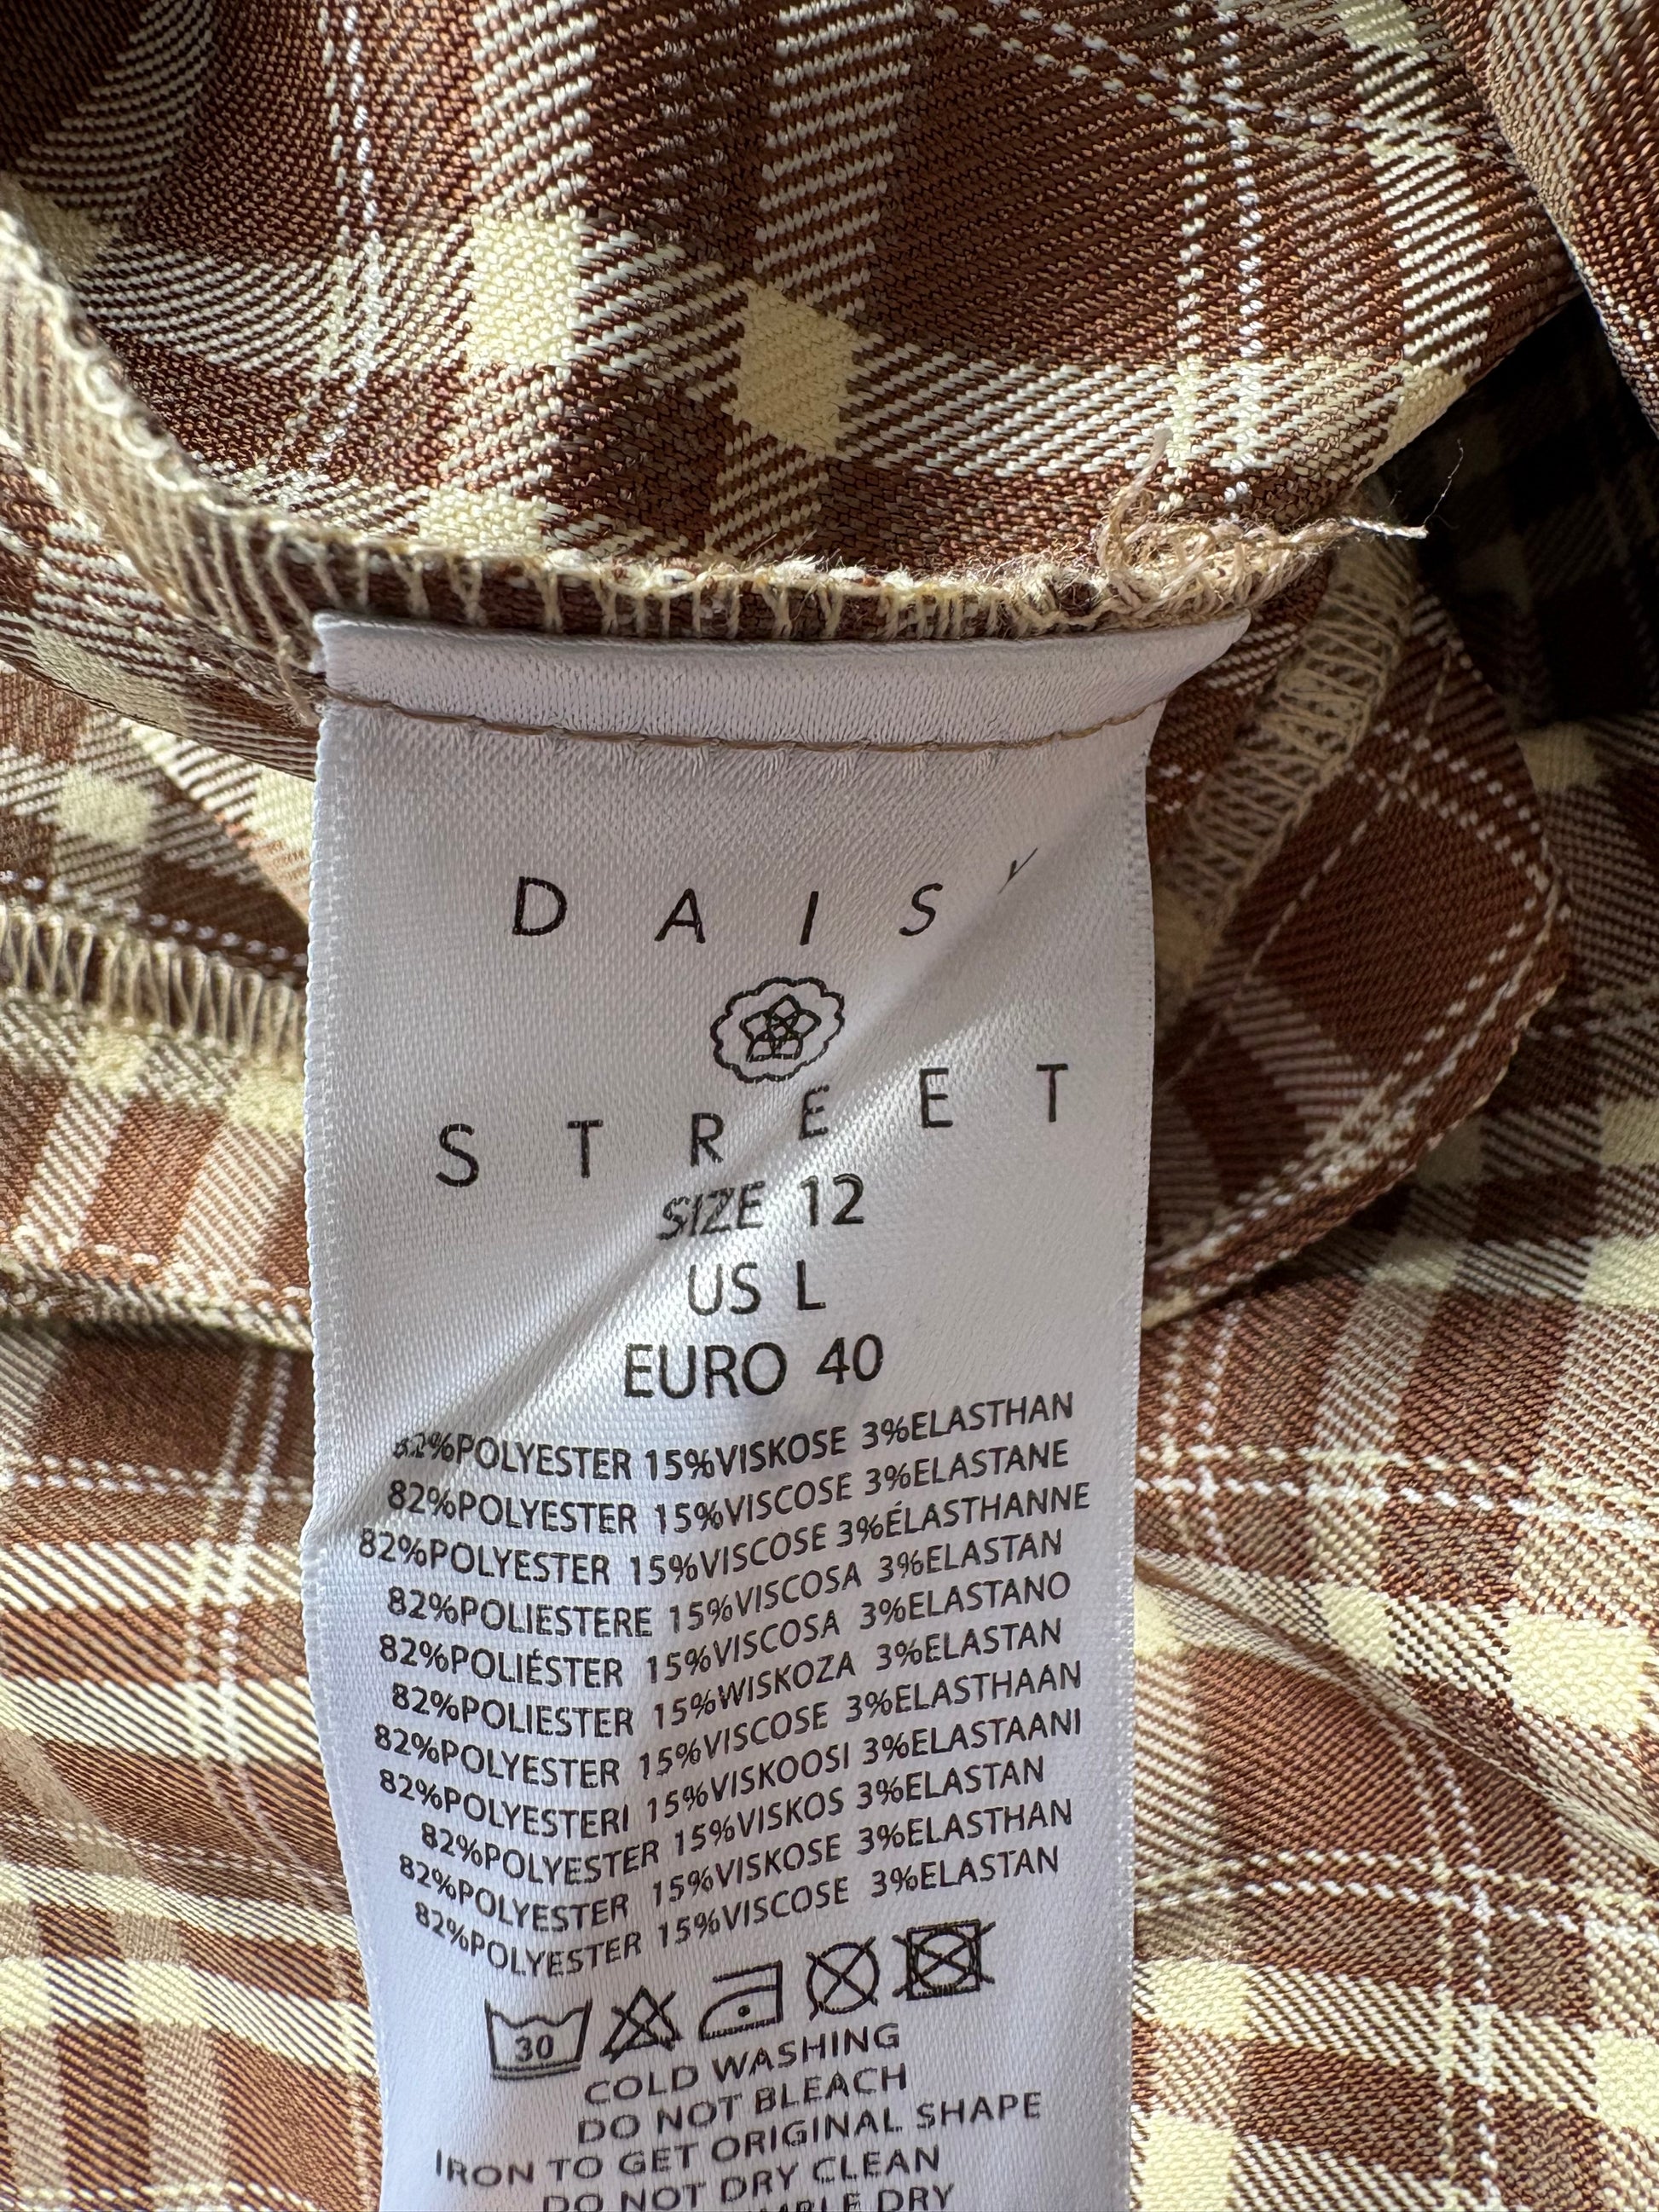 DAISY
STREET
SIZE 12
US L
EURO 40
82%POLYESTER 15%VISKOSE 3%ELASTHAN
82%POLYESTER 15%VISCOSE 3%ELASTANE
82%POLYESTER 15%VISCOSE 3%ÉLASTHANNE
82%POLIESTERE 15%VISCOSA 3%ELASTAN
82%POLIÉSTER 15%VISCOSA 3%ELASTANO
82%POLIESTER 15%WISKOZA 3%ELASTAN
82%POLYESTER 15%VISCOSE 3%ELASTHAAN
82%POLYESTERI 15%VISKOOSI 3%ELASTAANI
82%POLYESTER 15%VISKOS 3%ELASTAN
82%POLYESTER 15%VISKOSE 3%ELASTHAN
82%POLYESTER 15%VISCOSE 3%ELASTAN
30
COLD WASHING
DO NOT BLEACH
IRON TO GET ORIGINAL SHAPE
DO NOT DRY CLEAN
DRY